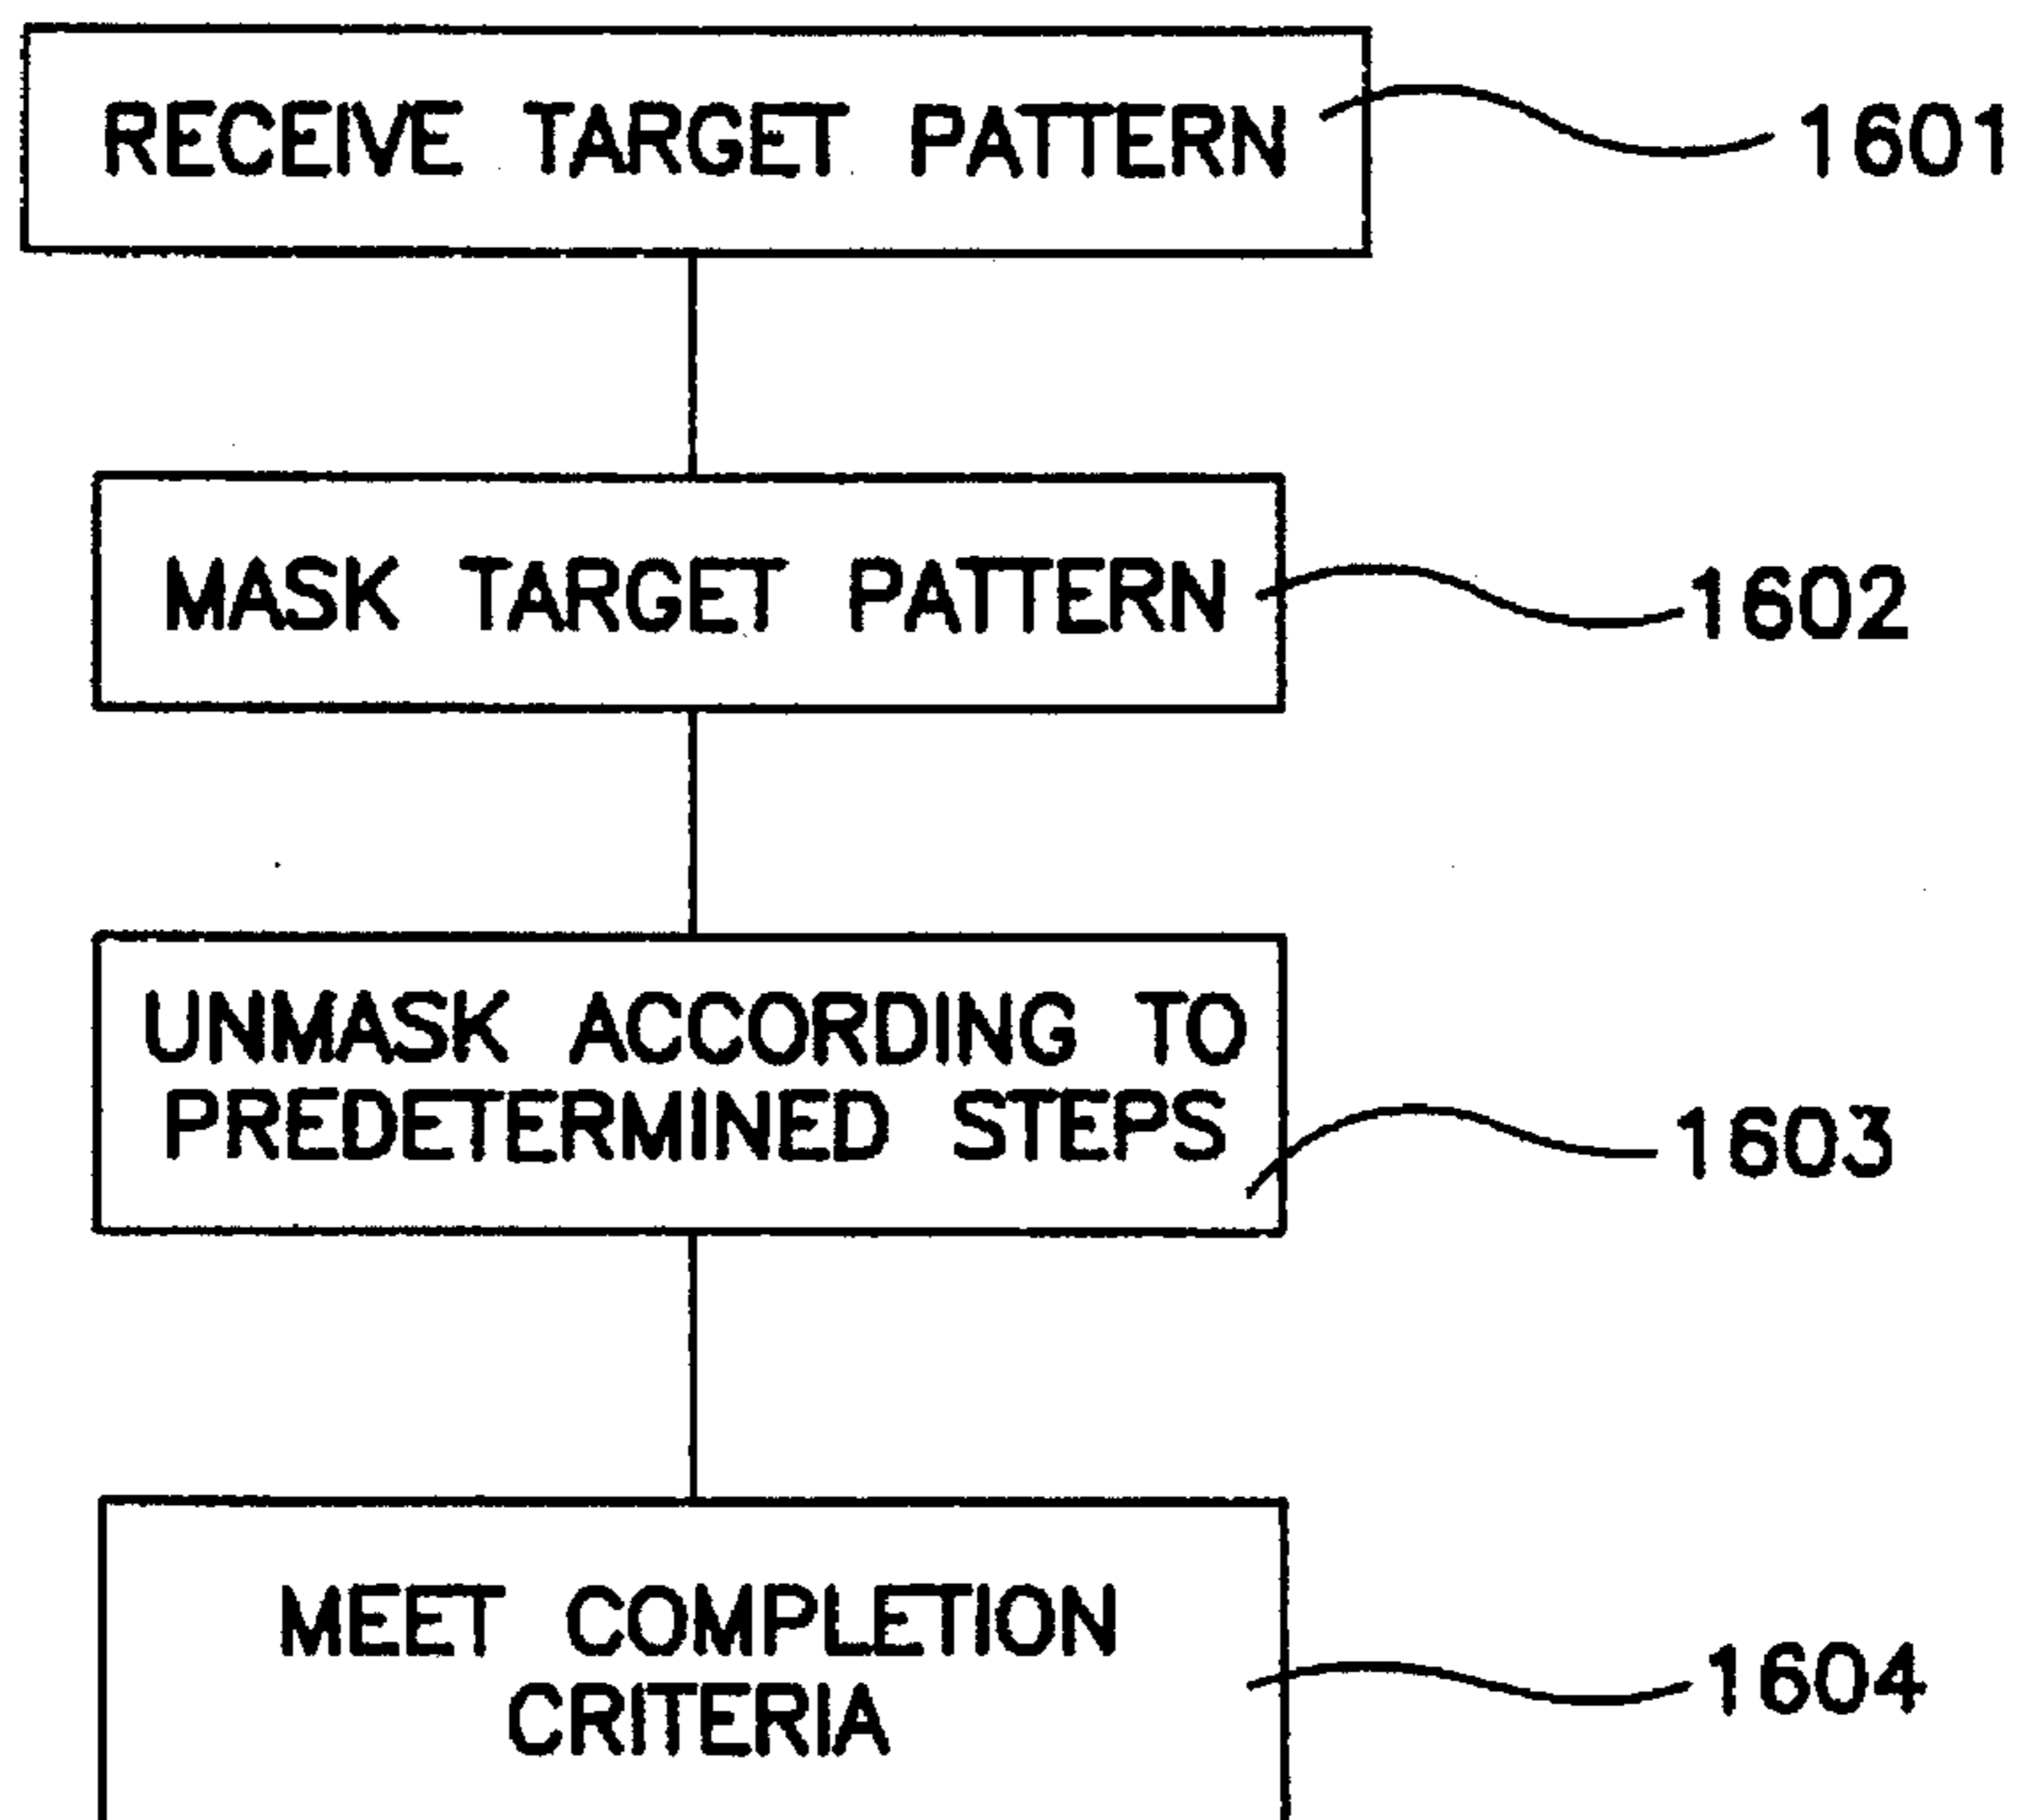 RECEIVE TARGET PATTERN
1601
MASK TARGET PATTERN
1602
UNMASK ACCORDING TO
PREDETERMINED STEPS
1603
MEET COMPLETION
CRITERIA
1604